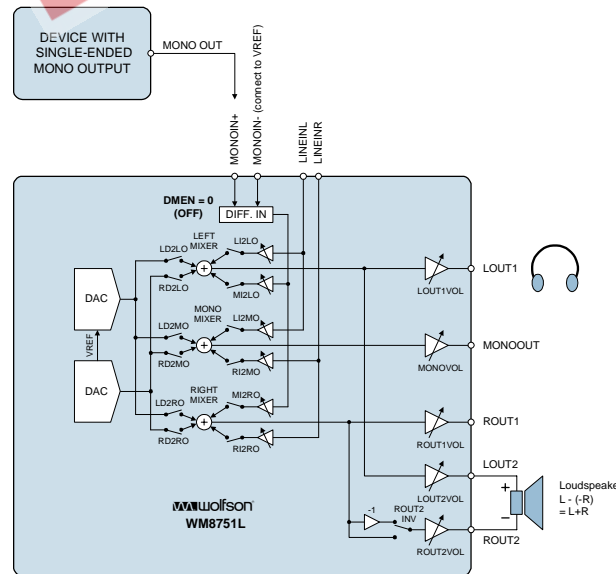 DEVICE WITH
SINGLE-ENDED
MONO OUTPUT
MONO OUT
MONOIN+
MONOIN- (connect to VREF)
LINEINL
LINEINR
DMEN = 0
(OFF)
DIFF. IN
LEFT
MIXER
LD2LO
RD2LO
LI2LO
MI2LO
LOUT1VOL
LOUT1
DAC
VREF
DAC
MONO
MIXER
LD2MO
RD2MO
LI2MO
RI2MO
MONOVOL
MONOOUT
RIGHT
MIXER
LD2RO
RD2RO
MI2RO
RI2RO
ROUT1VOL
ROUT1
LOUT2VOL
LOUT2
-1
ROUT2
INV
ROUT2VOL
ROUT2
+
–
Loudspeake
L - (-R)
= L+R
wolfson
WM8751L